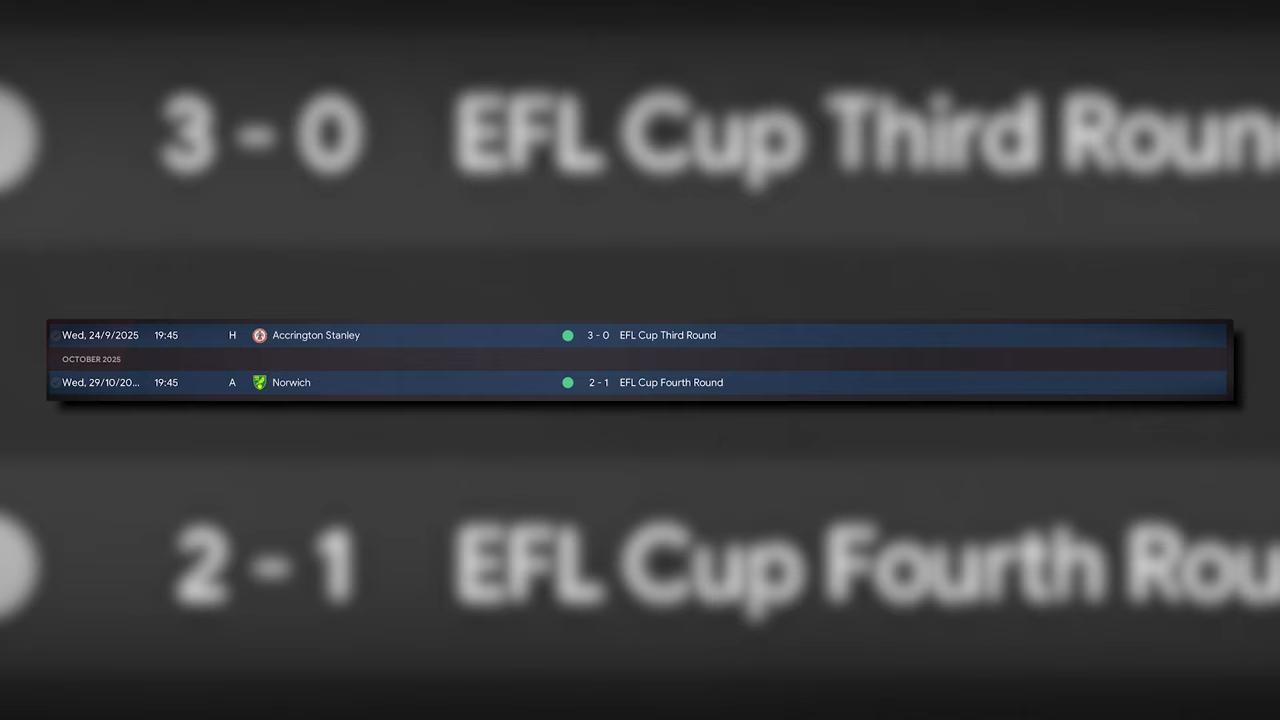 3 - 0 EFL Cup Third Roun
Wed, 24/9/2025 19:45 H Accrington Stanley 3 - 0 EFL Cup Third Round
OCTOBER 2025
Wed, 29/10/20... 19:45 A Norwich 2 - 1 EFL Cup Fourth Round
2 - 1 EFL Cup Fourth Rou